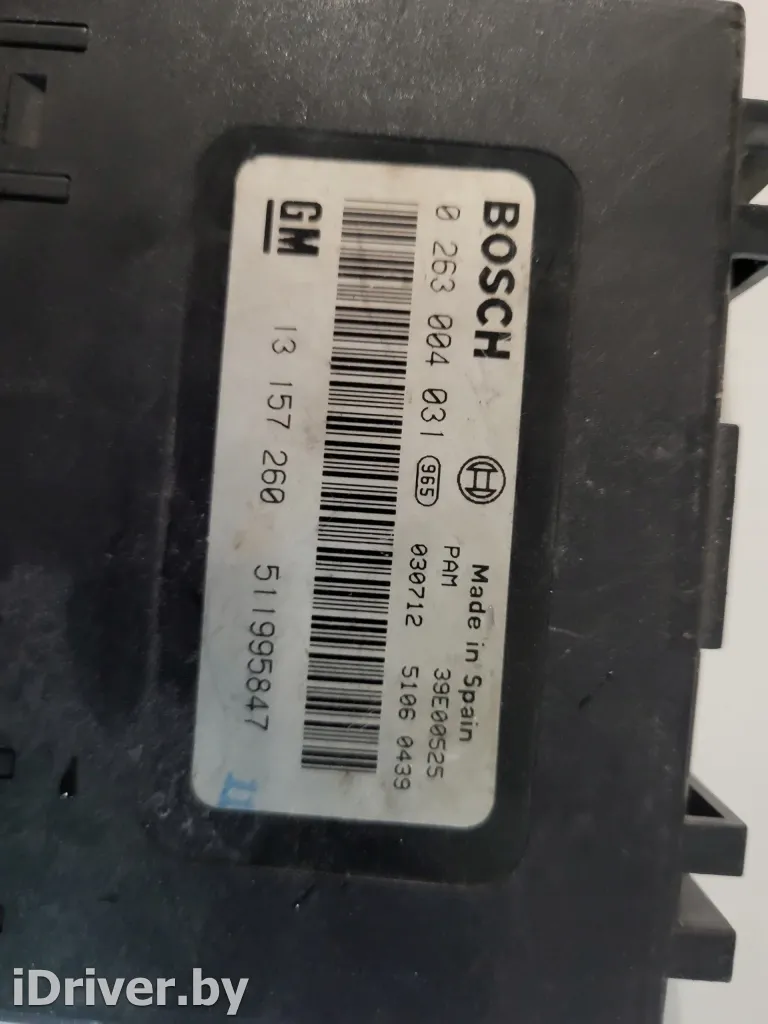 BOSCH Made in Spain
0 263 004 031 965 PAM 39E00525
030712 5106 0439
GM 13 157 260 511995847
iDriver.by